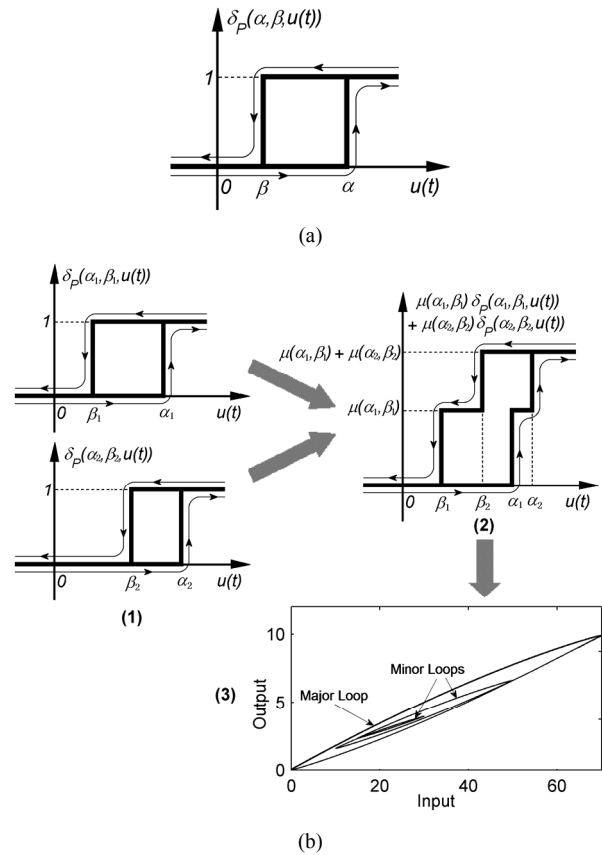 δP(α,β,u(t))
1
0
β
α
u(t)
(a)
δP(α₁,β₁,u(t))
1
0
β₁
α₁
u(t)
δP(α₂,β₂,u(t))
1
0
β₂
α₂
u(t)
(1)
μ(α₁,β₁) δP(α₁,β₁,u(t))
+ μ(α₂,β₂) δP(α₂,β₂,u(t))
μ(α₁,β₁) + μ(α₂,β₂)
μ(α₁,β₁)
0
β₁
β₂
α₁
α₂
u(t)
(2)
(3)
Output
10
5
0
Major Loop
Minor Loops
0
20
40
60
Input
(b)